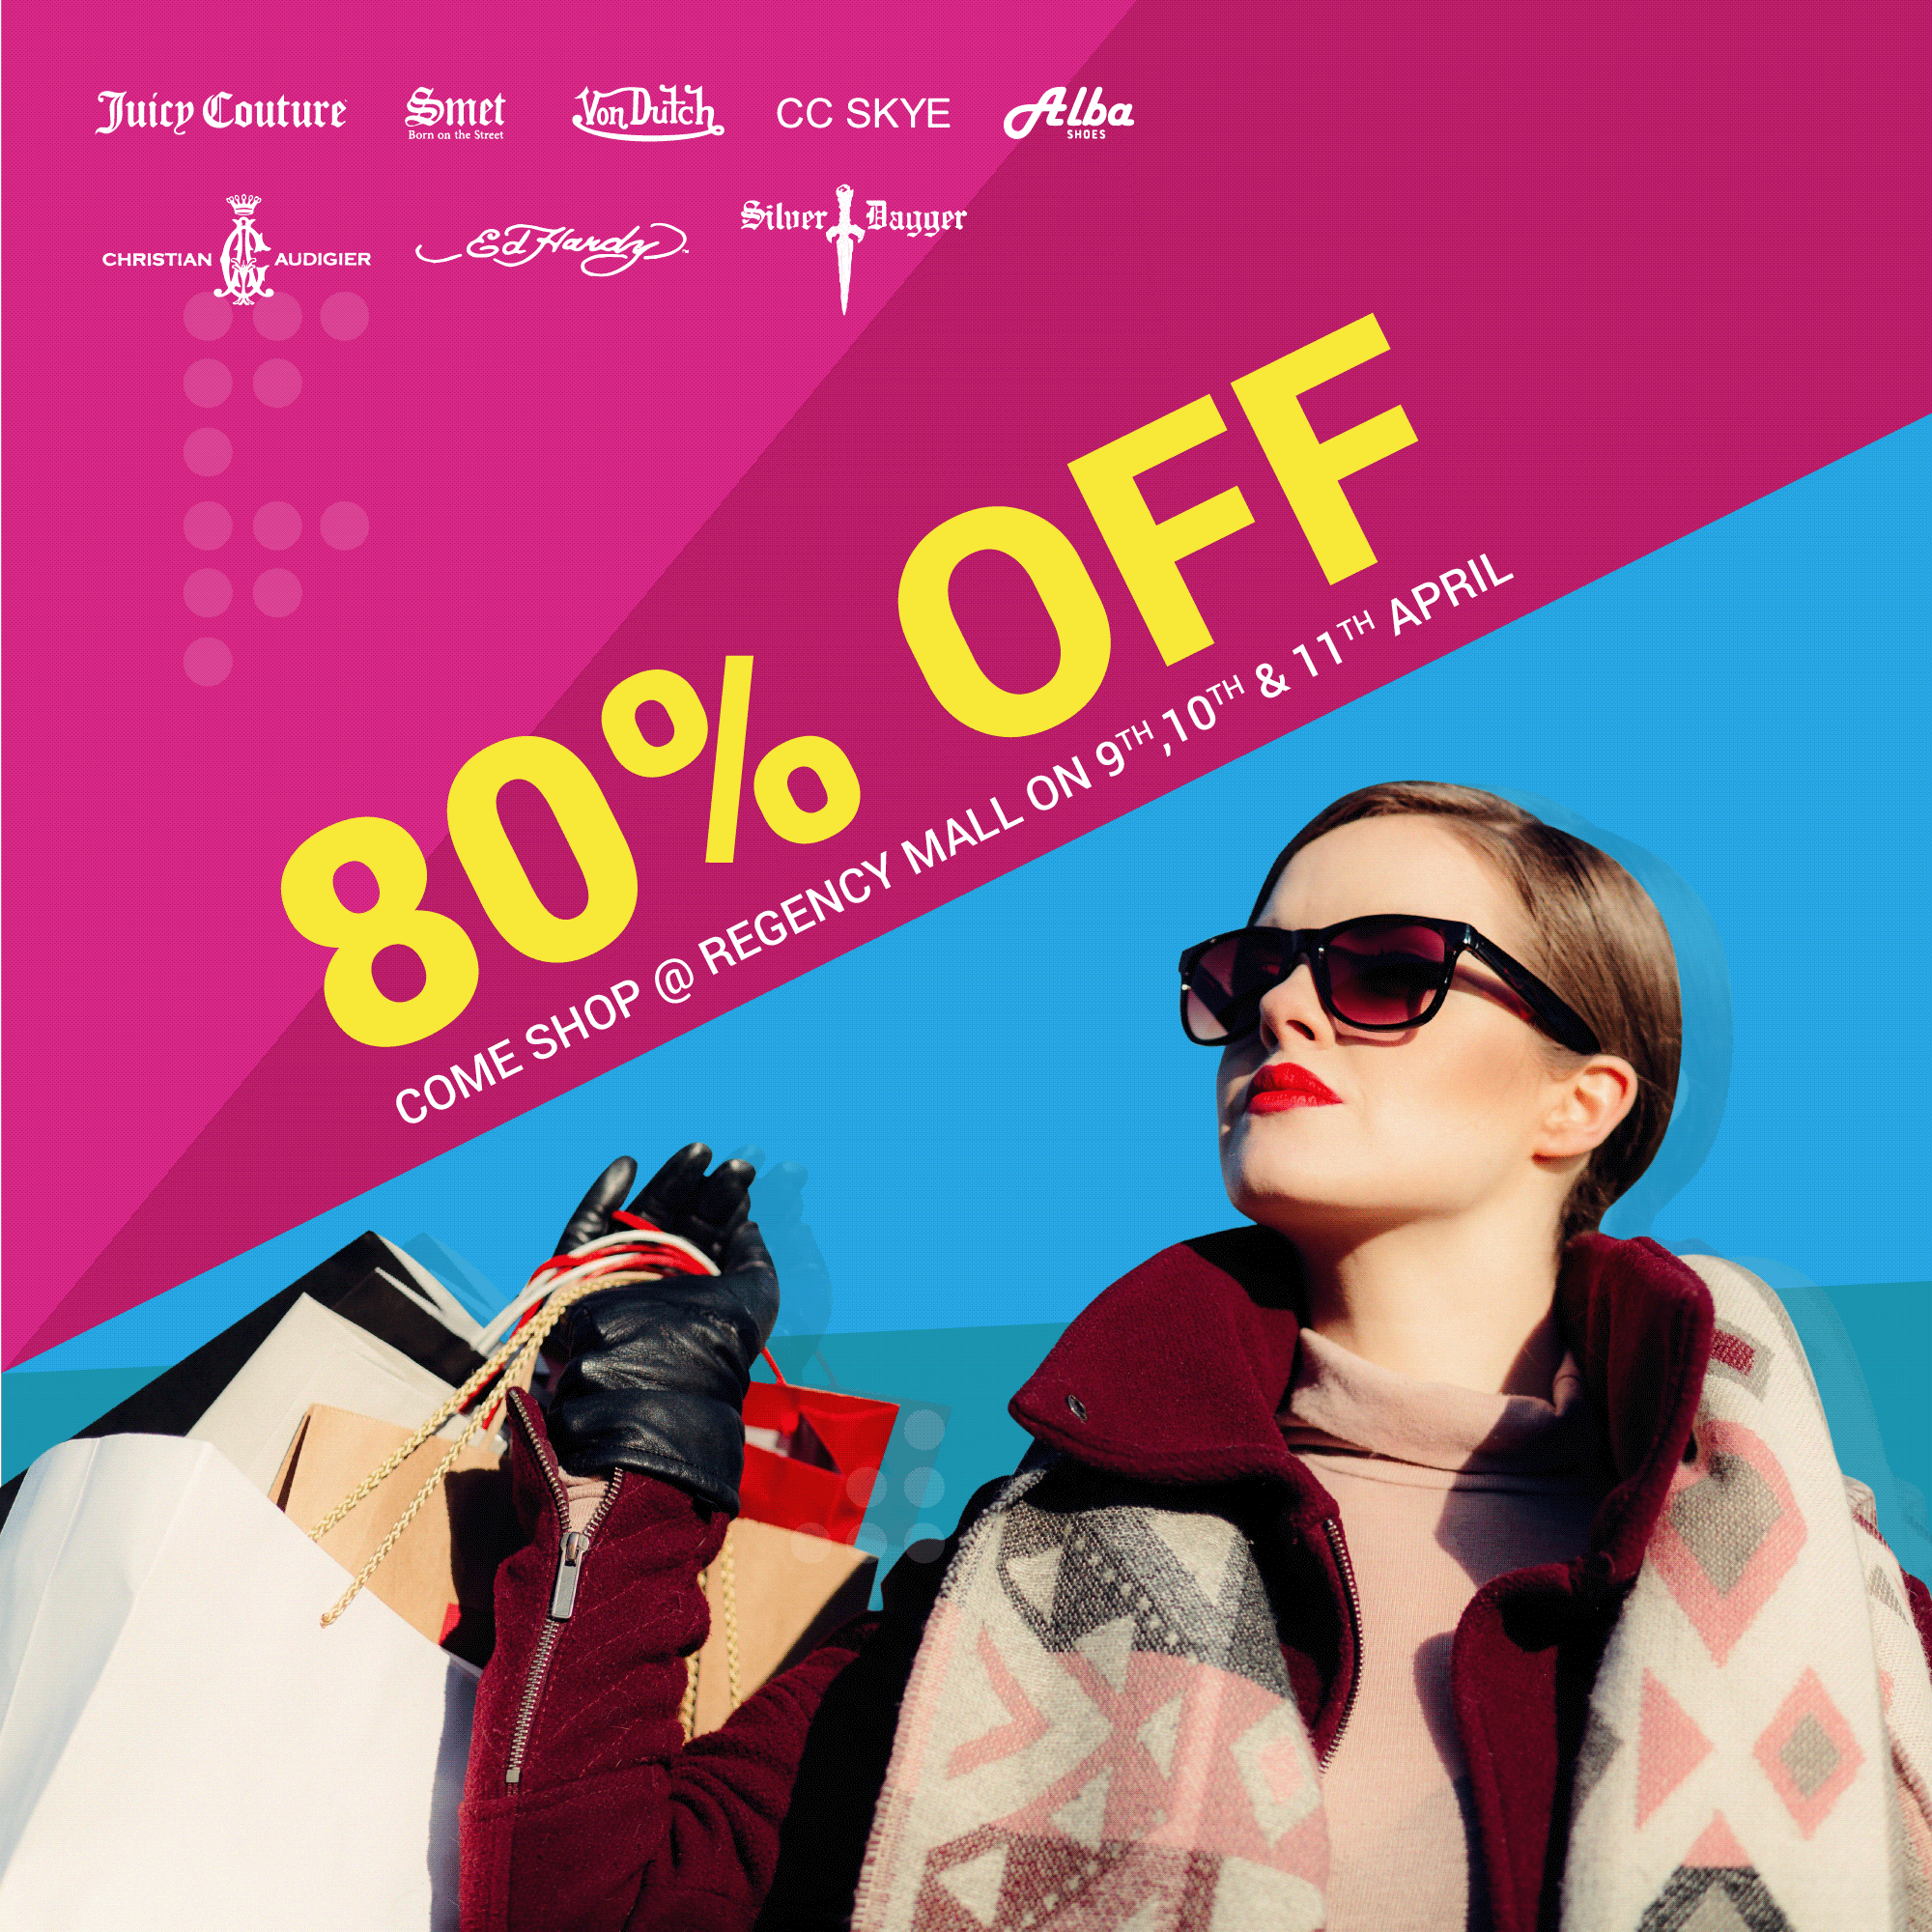 Juicy Couture Smet Von Dutch CC SKYE Alba
Born on the Street SHOES
CHRISTIAN AUDIGIER Ed Hardy™ Silver Dagger
80% OFF
COME SHOP @ REGENCY MALL ON 9TH,10TH & 11TH APRIL